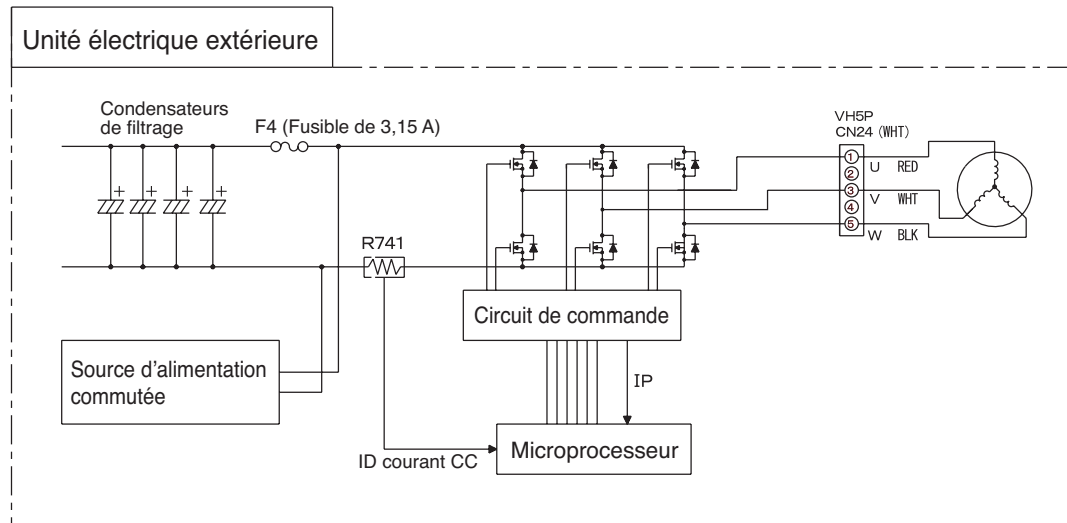 Unité électrique extérieure
Condensateurs
de filtrage
F4 (Fusible de 3,15 A)
VH5P
CN24 (WHT)
+
+
+
+
1
U
RED
2
3
V
WHT
4
5
W
BLK
R741
Circuit de commande
Source d'alimentation
commutée
IP
Microprocesseur
ID courant CC